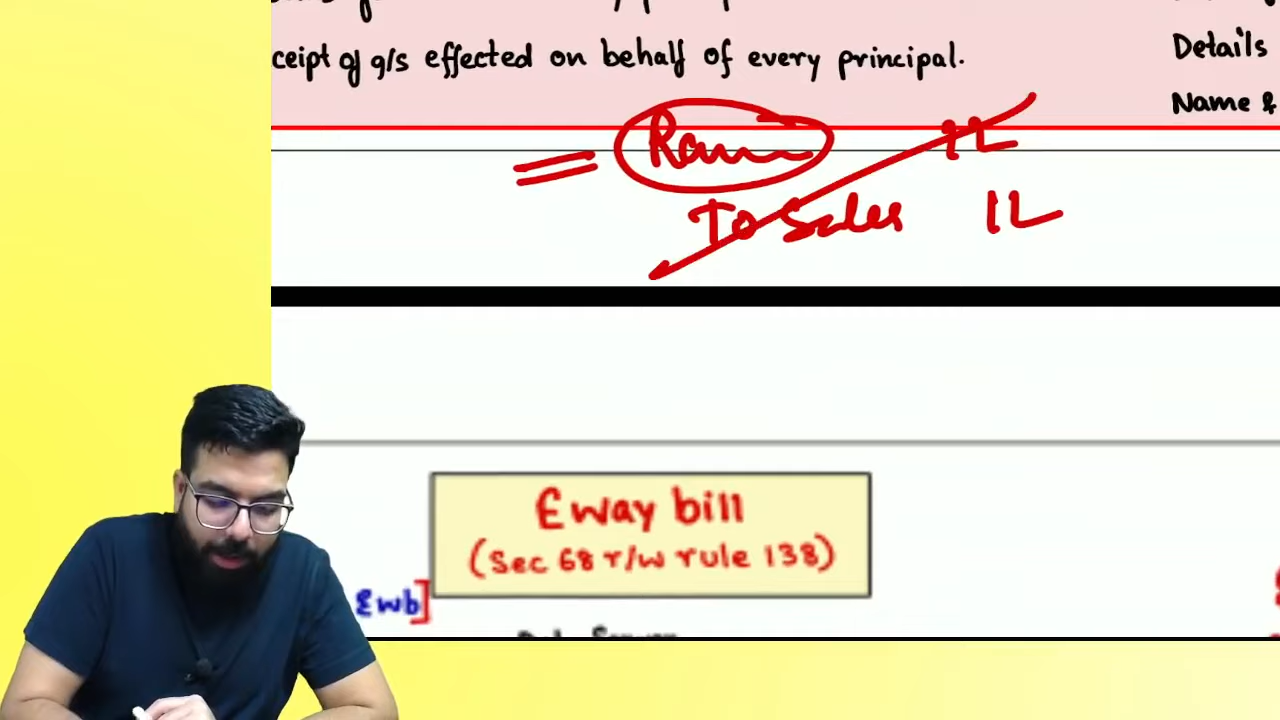 ceipt of g/s effected on behalf of every principal.
Details
Name &
Ram 1L
To Sales 1L
Eway bill
(Sec 68 r/w rule 138)
Ewb]